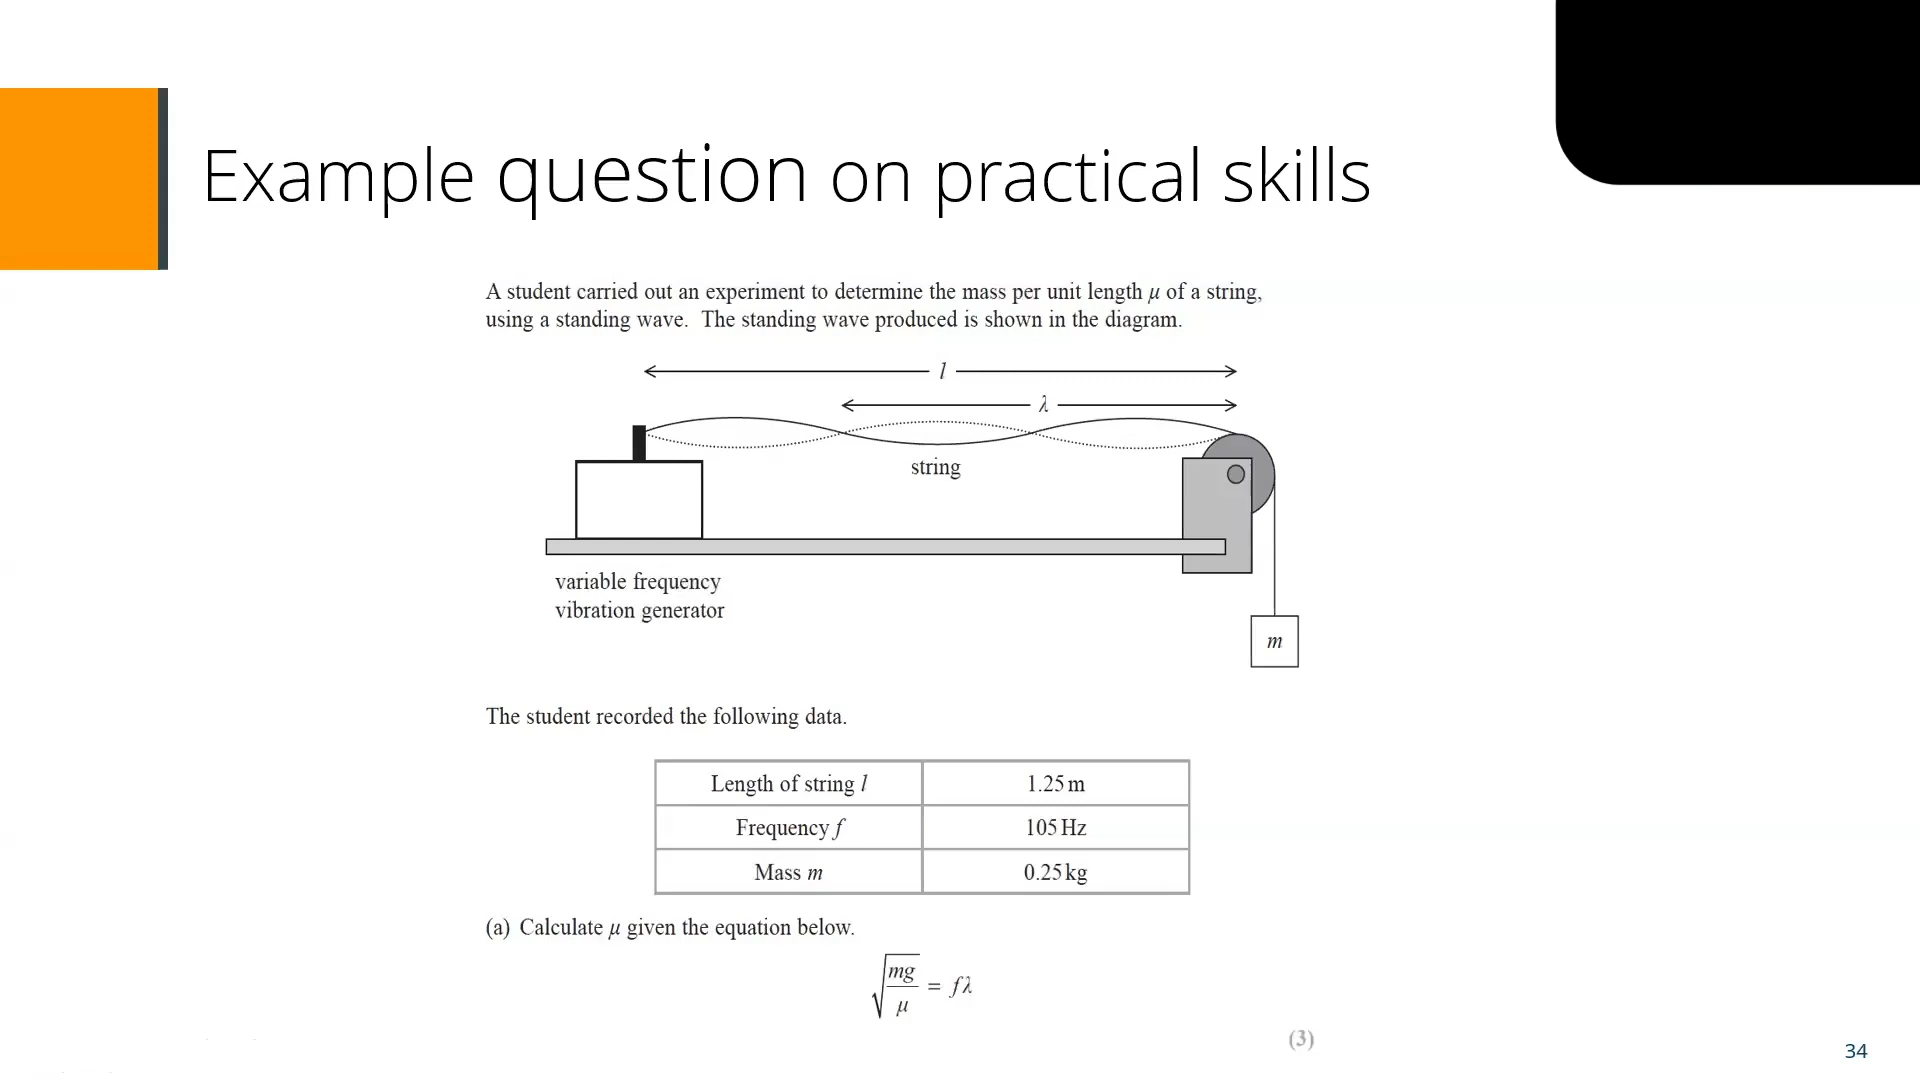 Example question on practical skills
A student carried out an experiment to determine the mass per unit length μ of a string,
using a standing wave. The standing wave produced is shown in the diagram.
l
λ
string
variable frequency
vibration generator
m
The student recorded the following data.
Length of string l 1.25 m
Frequency f 105 Hz
Mass m 0.25 kg
(a) Calculate μ given the equation below.
√(mg/μ) = fλ
(3)
34